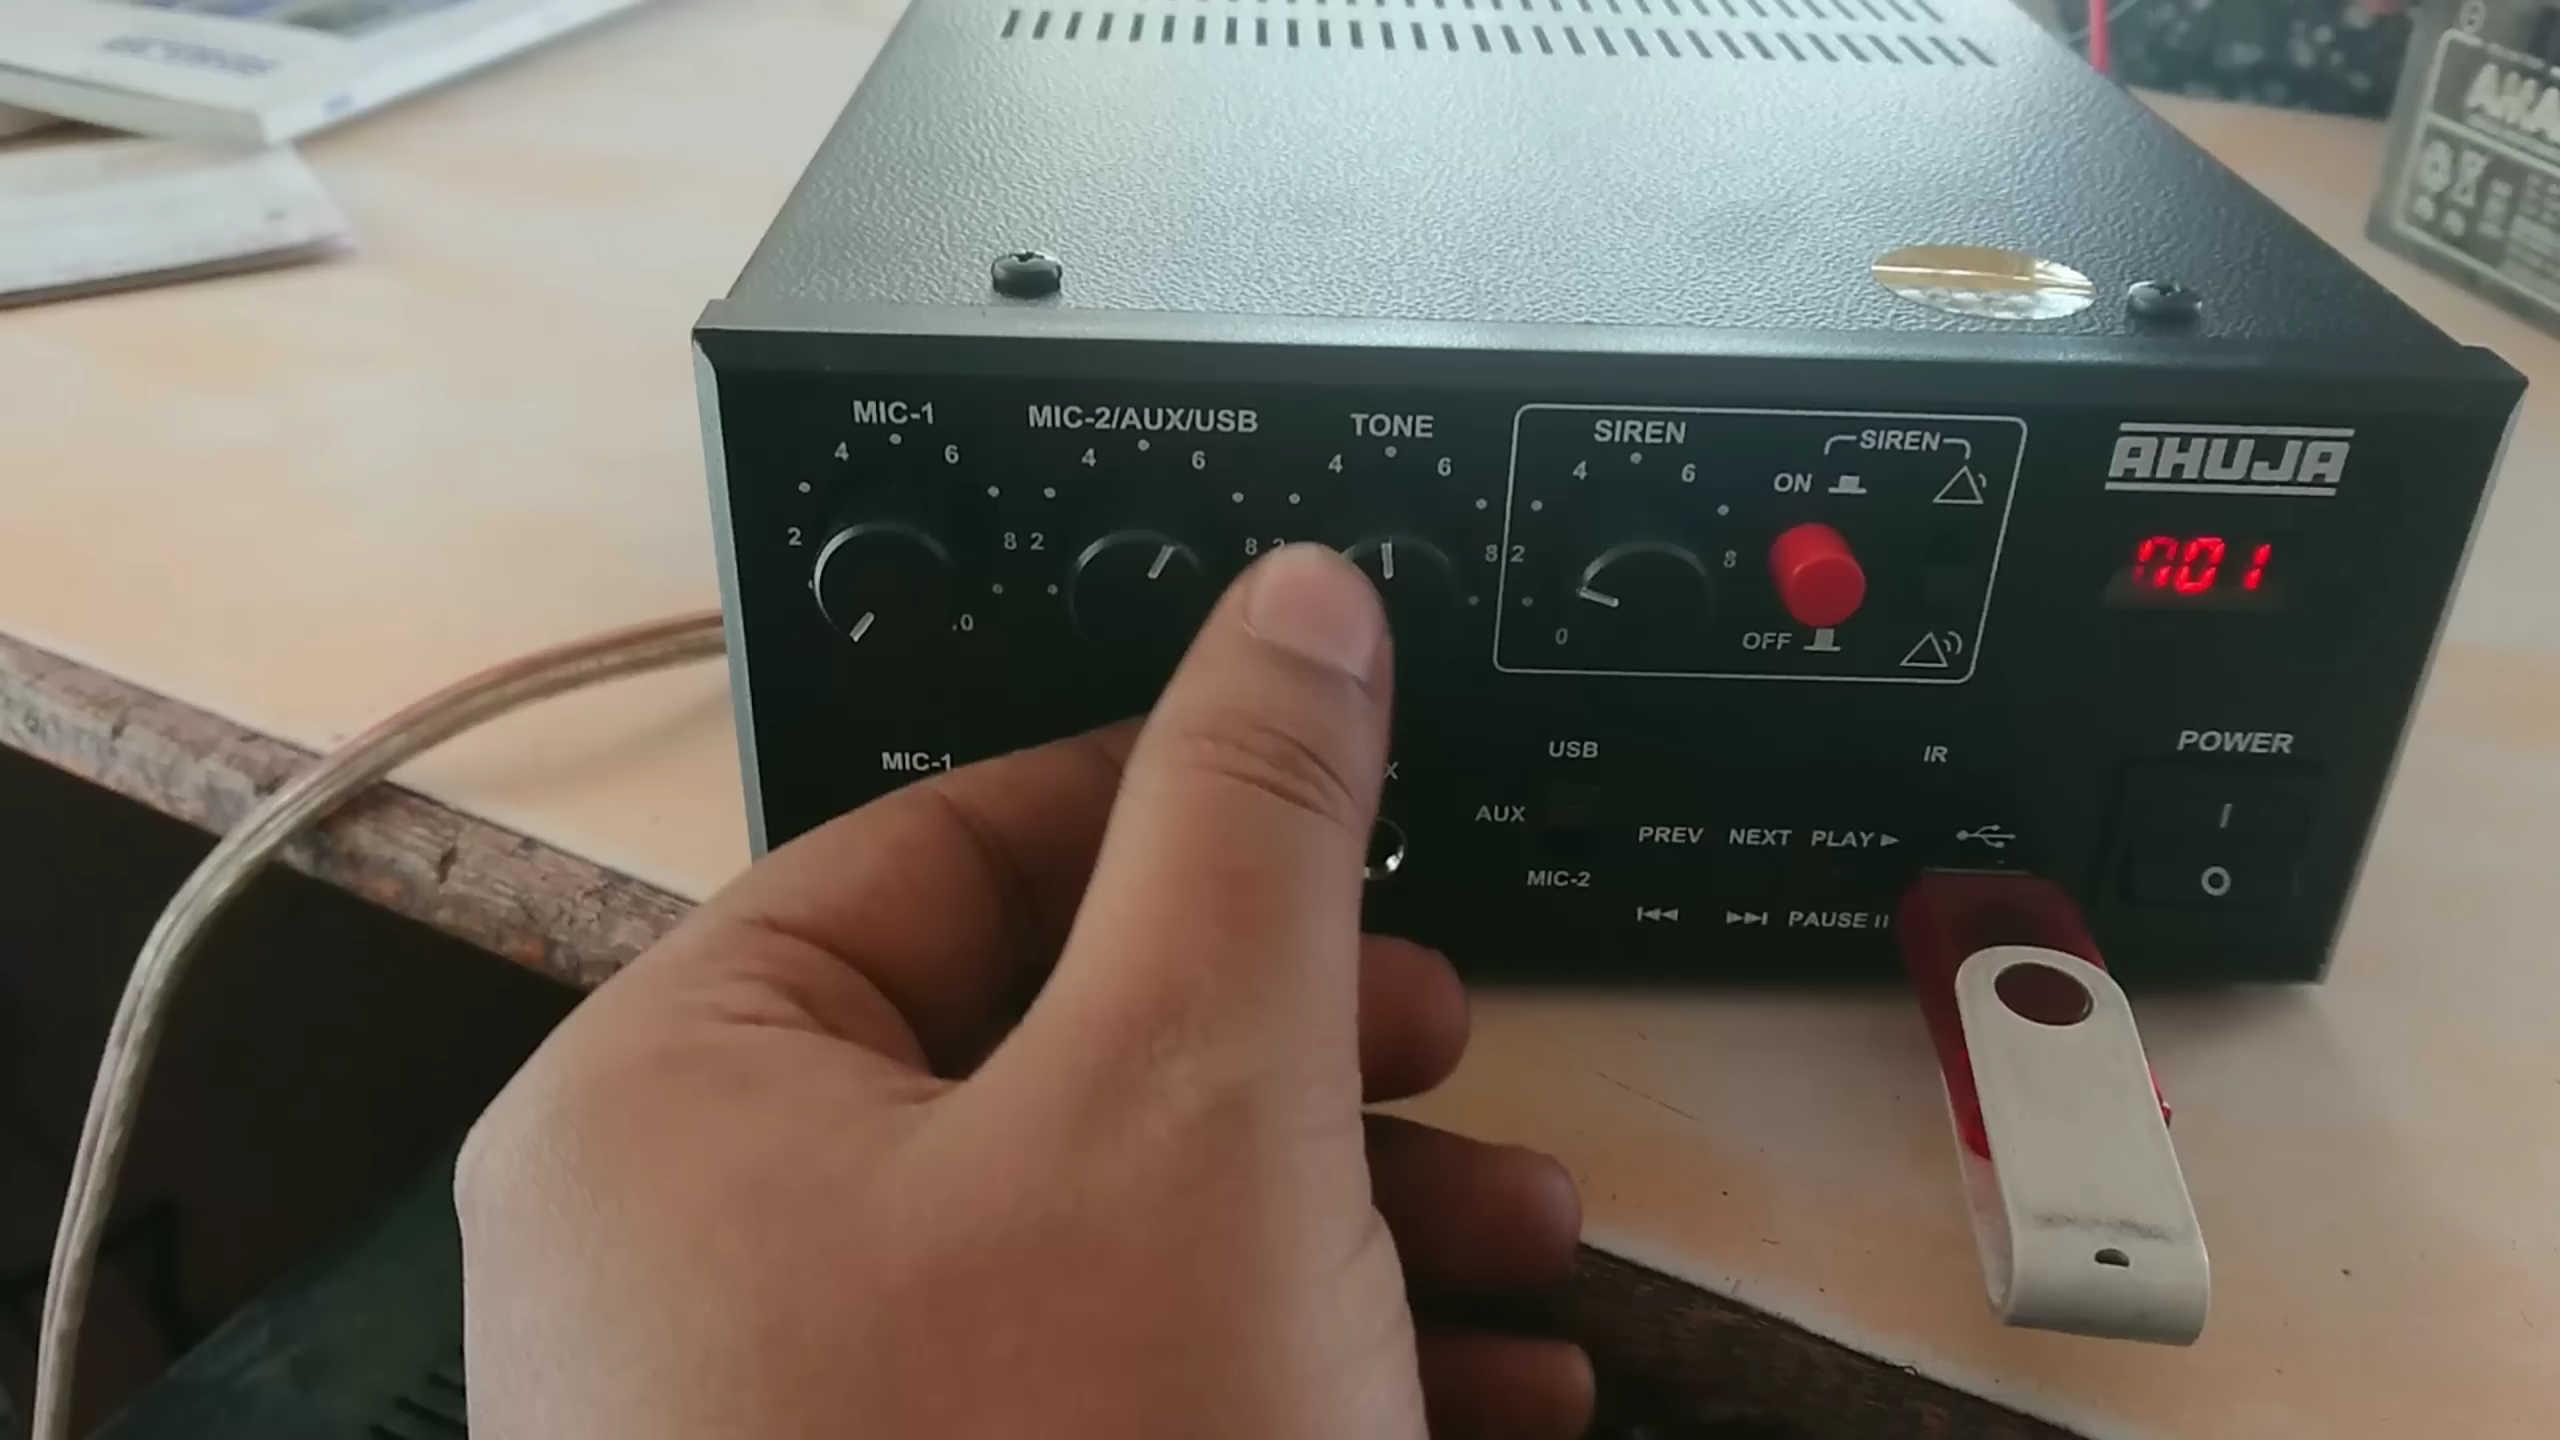 MIC-1 MIC-2/AUX/USB TONE SIREN SIREN AHUJA
4 6 4 6 4 6 4 6 ON
2 8 2 8 8 2 8 n01
.0 0 OFF
MIC-1 X USB IR POWER
AUX PREV NEXT PLAY I
MIC-2 O
PAUSE II